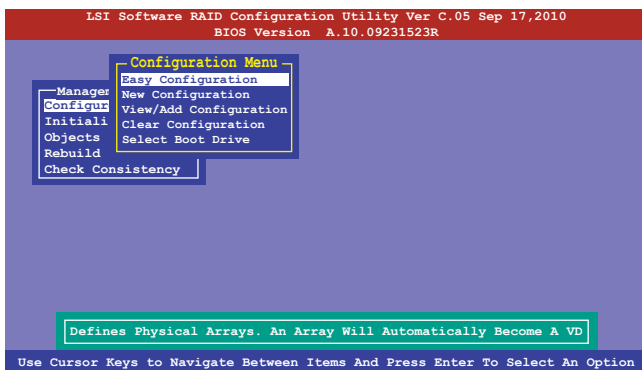 LSI Software RAID Configuration Utility Ver C.05 Sep 17,2010
BIOS Version A.10.09231523R
Configuration Menu
Easy Configuration
New Configuration
View/Add Configuration
Clear Configuration
Select Boot Drive
Managem
Configur
Initiali
Objects
Rebuild
Check Consistency
Defines Physical Arrays. An Array Will Automatically Become A VD
Use Cursor Keys to Navigate Between Items And Press Enter To Select An Option